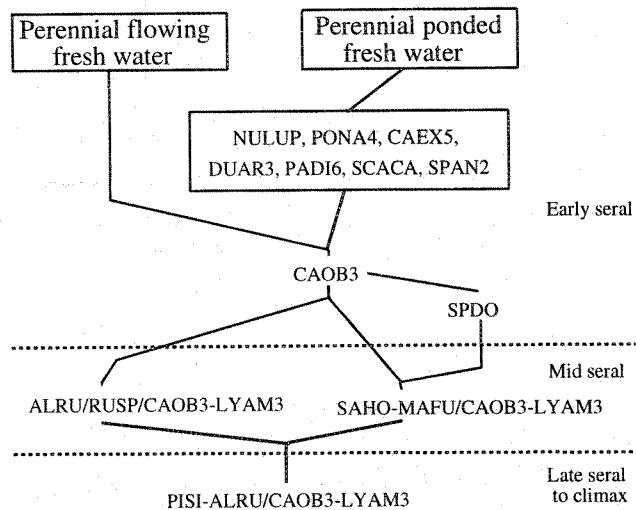 Perennial flowing
fresh water
Perennial ponded
fresh water
NULUP, PONA4, CAEX5,
DUAR3, PADI6, SCACA, SPAN2
Early seral
CAOB3
SPDO
Mid seral
ALRU/RUSP/CAOB3-LYAM3
SAHO-MAFU/CAOB3-LYAM3
Late seral
to climax
PISI-ALRU/CAOB3-LYAM3